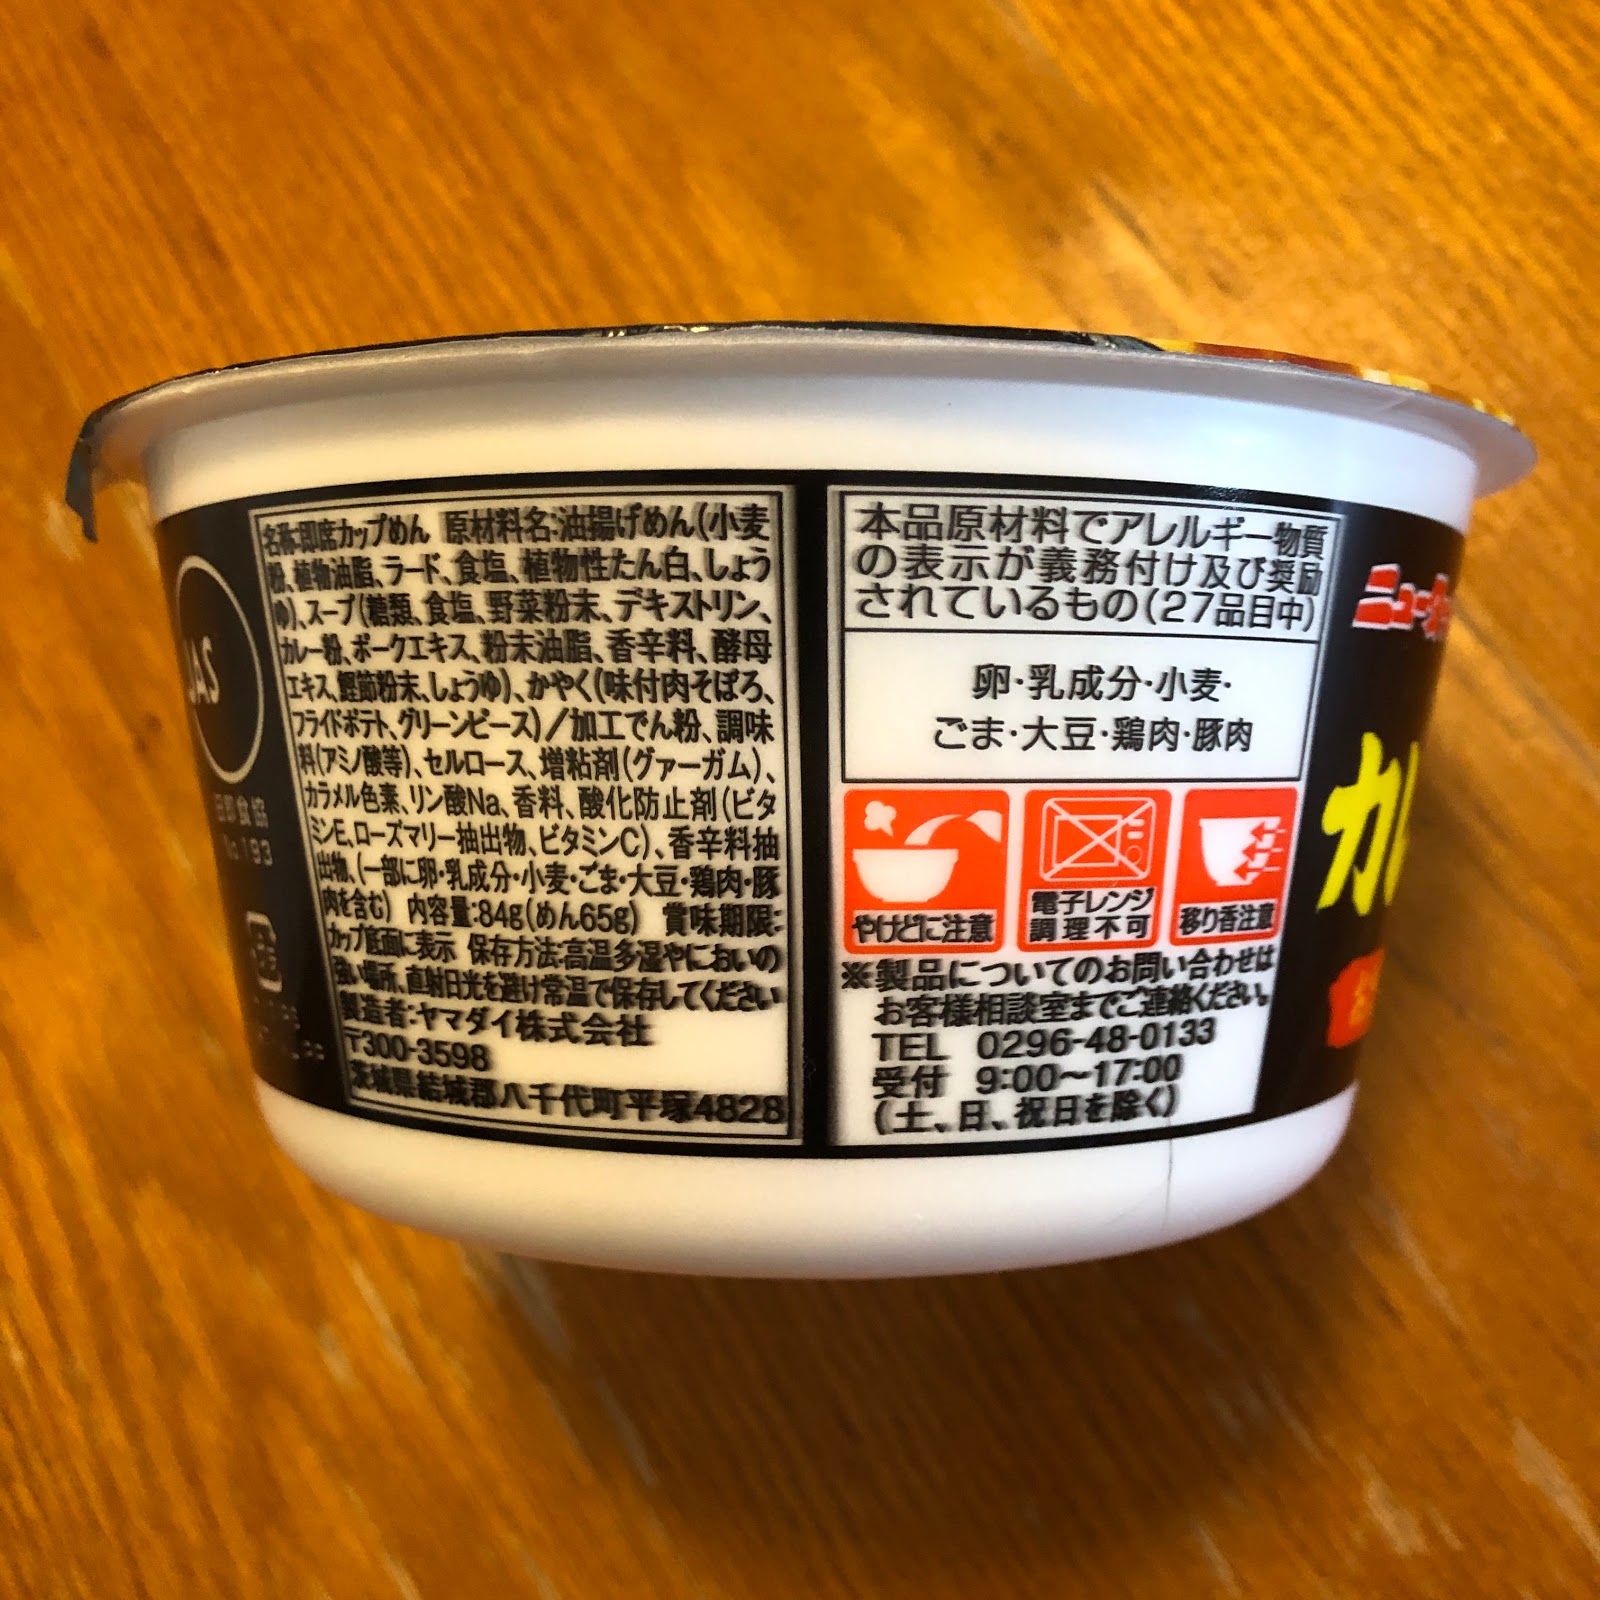 JAS
名称:即席カップめん 原材料名:油揚げめん(小麦
粉、植物油脂、ラード、食塩、植物性たん白、しょう
ゆ)、スープ(糖類、食塩、野菜粉末、デキストリン、
カレー粉、ポークエキス、粉末油脂、香辛料、酵母
エキス、鰹節粉末、しょうゆ)、かやく(味付肉そぼろ、
フライドポテト、グリーンピース)/加工でん粉、調味
料(アミノ酸等)、セルロース、増粘剤(グァーガム)、
カラメル色素、リン酸Na、香料、酸化防止剤(ビタ
ミンE、ローズマリー抽出物、ビタミンC)、香辛料抽
出物、(一部に卵・乳成分・小麦・ごま・大豆・鶏肉・豚
肉を含む) 内容量:84g(めん65g) 賞味期限:
カップ底面に表示 保存方法:高温多湿やにおいの
強い場所、直射日光を避け常温で保存してください
製造者:ヤマダイ株式会社
〒300-3598
茨城県結城郡八千代町平塚4828
本品原材料でアレルギー物質
の表示が義務付け及び奨励
されているもの(27品目中)
卵・乳成分・小麦・
ごま・大豆・鶏肉・豚肉
やけどに注意
電子レンジ
調理不可
移り香注意
※製品についてのお問い合わせは
お客様相談室までご連絡ください。
TEL 0296-48-0133
受付 9:00〜17:00
(土、日、祝日を除く)
ニュー
カ